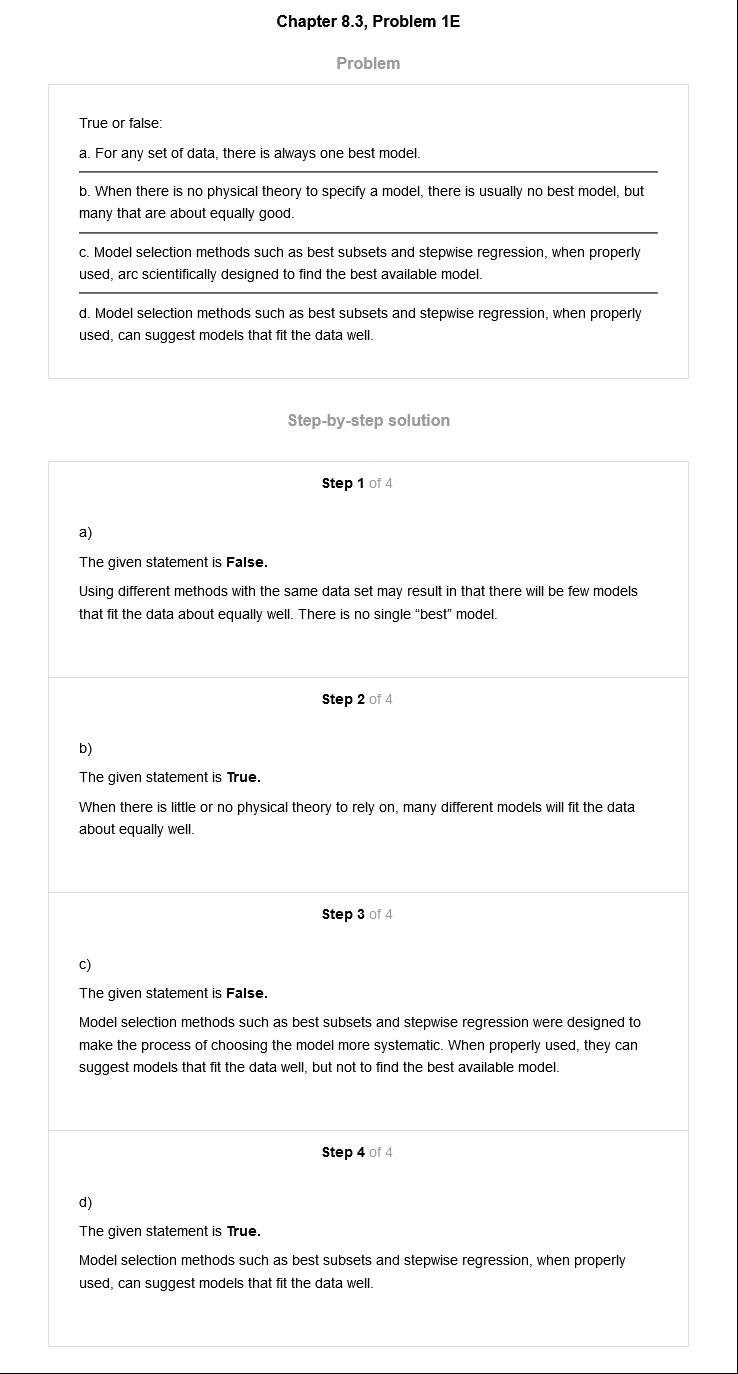 Chapter 8.3, Problem 1E
Problem
True or false:
a. For any set of data, there is always one best model.
b. When there is no physical theory to specify a model, there is usually no best model, but
many that are about equally good.
c. Model selection methods such as best subsets and stepwise regression, when properly
used, arc scientifically designed to find the best available model.
d. Model selection methods such as best subsets and stepwise regression, when properly
used, can suggest models that fit the data well.
Step-by-step solution
Step 1 of 4
a)
The given statement is False.
Using different methods with the same data set may result in that there will be few models
that fit the data about equally well. There is no single “best” model.
Step 2 of 4
b)
The given statement is True.
When there is little or no physical theory to rely on, many different models will fit the data
about equally well.
Step 3 of 4
c)
The given statement is False.
Model selection methods such as best subsets and stepwise regression were designed to
make the process of choosing the model more systematic. When properly used, they can
suggest models that fit the data well, but not to find the best available model.
Step 4 of 4
d)
The given statement is True.
Model selection methods such as best subsets and stepwise regression, when properly
used, can suggest models that fit the data well.